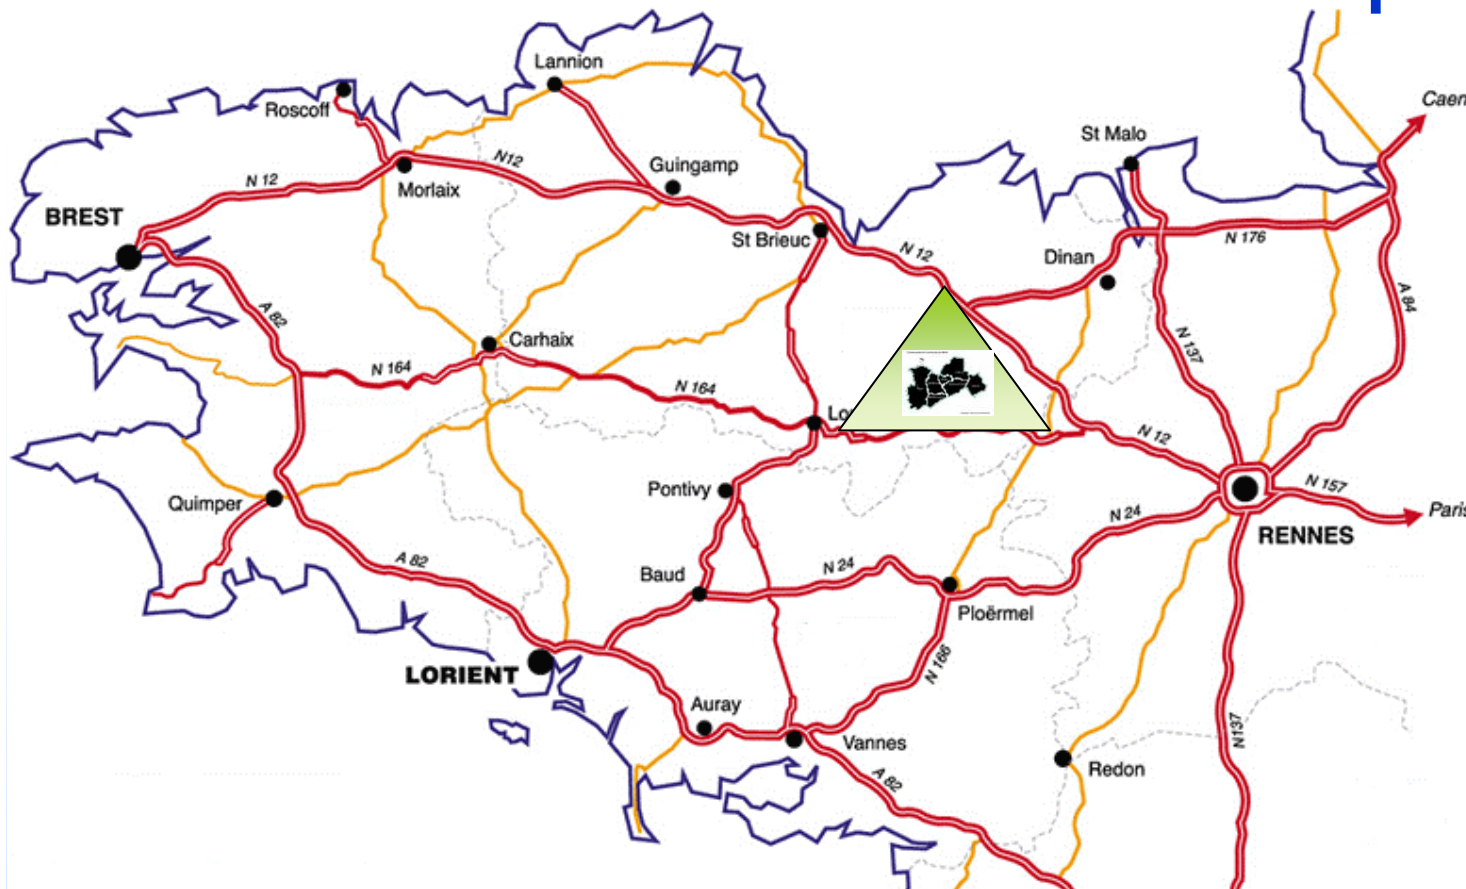 Lannion
Caen
Roscoff
St Malo
N12
Guingamp
N 12
Morlaix
BREST
St Brieuc
N 12
N 176
Dinan
A 82
A 84
Carhaix
N 137
N 164
N 164
N 12
Pontivy
N 157
Quimper
Paris
N 24
RENNES
A 82
N 24
Baud
Ploërmel
N 166
LORIENT
Auray
Vannes
N137
Redon
A 82